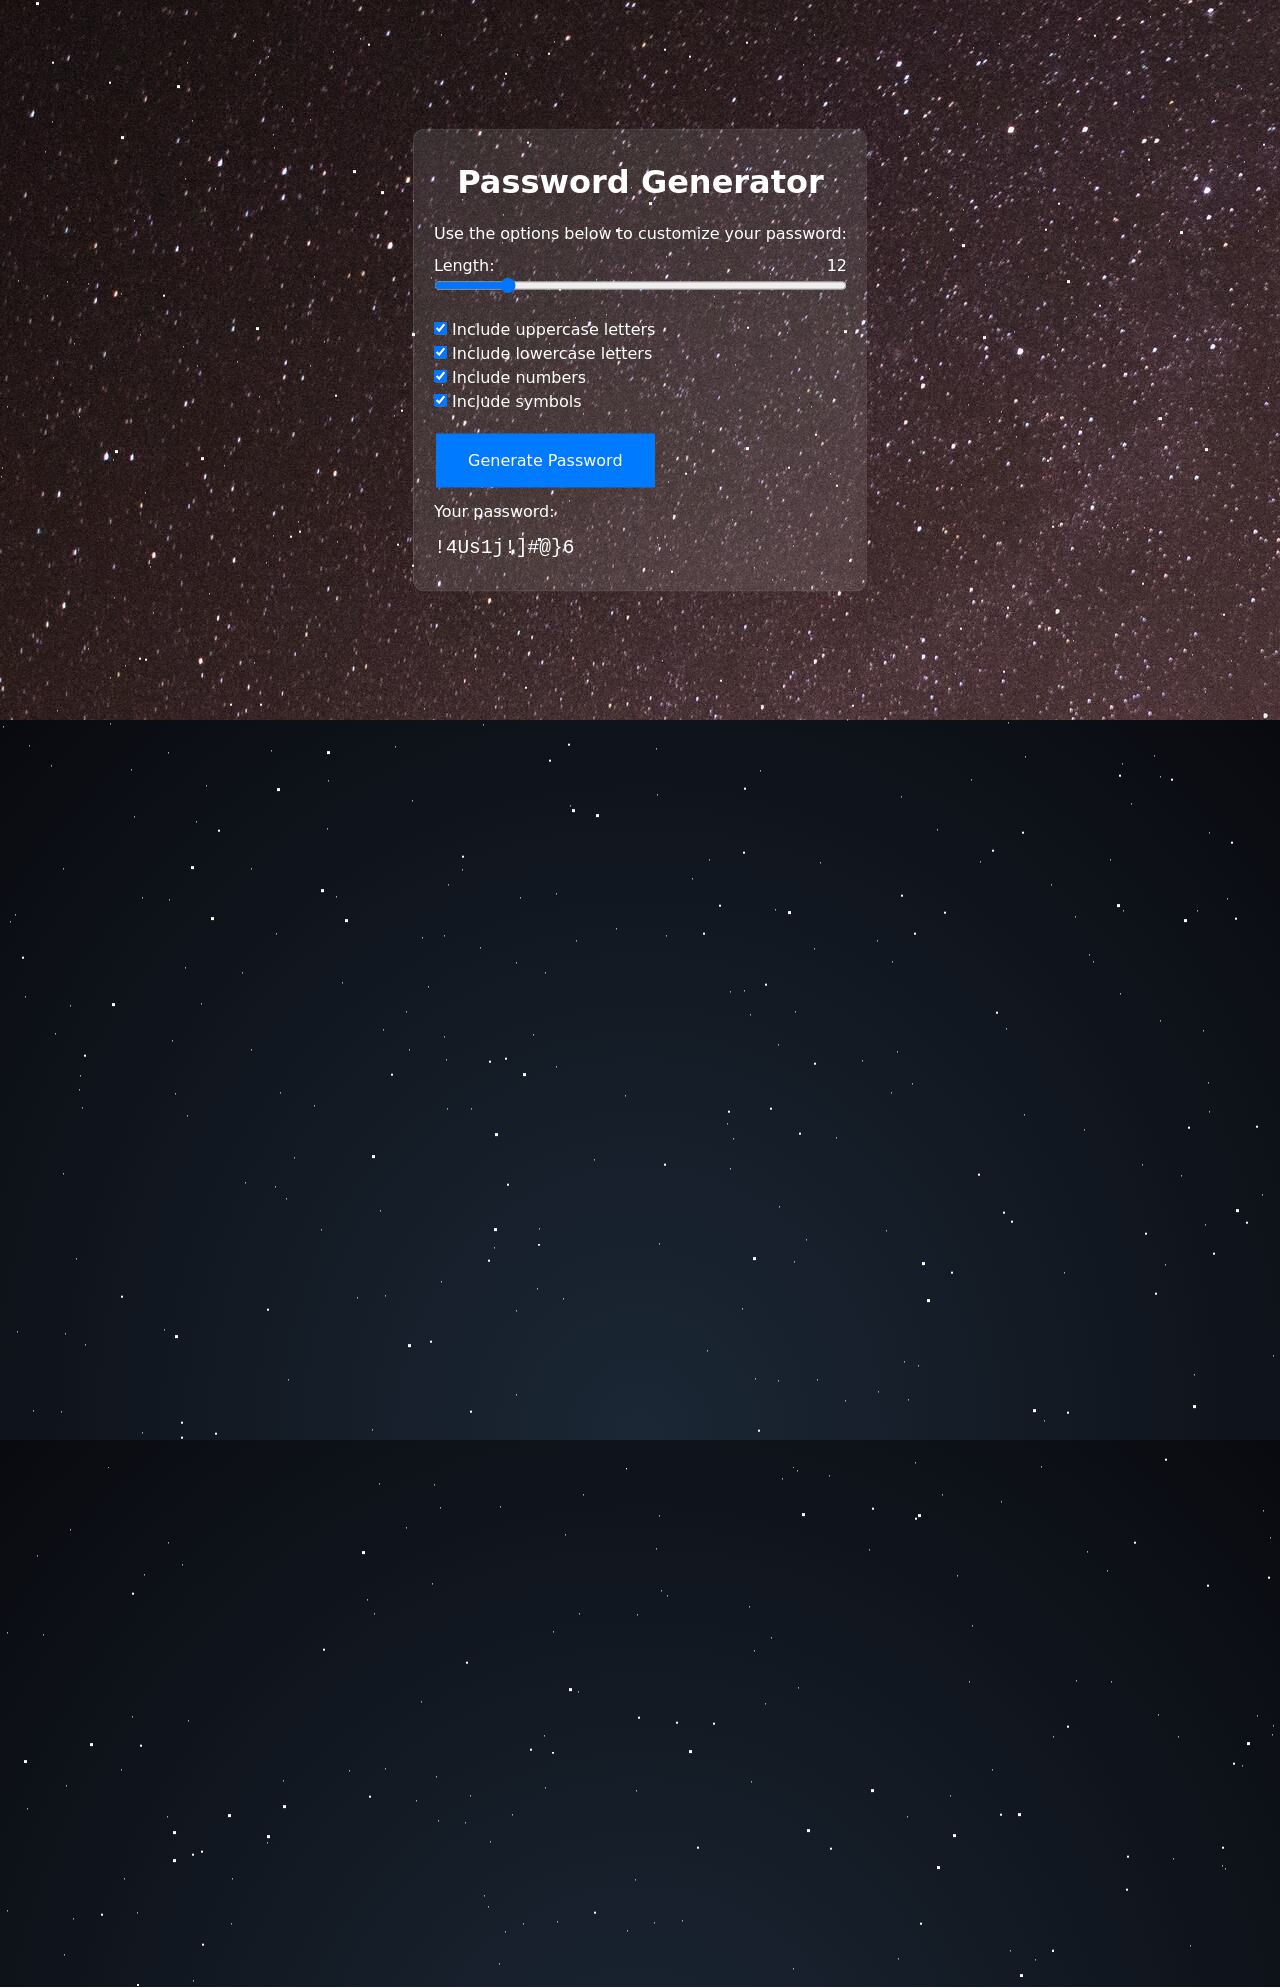 Password Generator
Use the options below to customize your password:
Length: 12
Include uppercase letters
Include lowercase letters
Include numbers
Include symbols
Generate Password
Your password:
!4Us1j!]#@}6